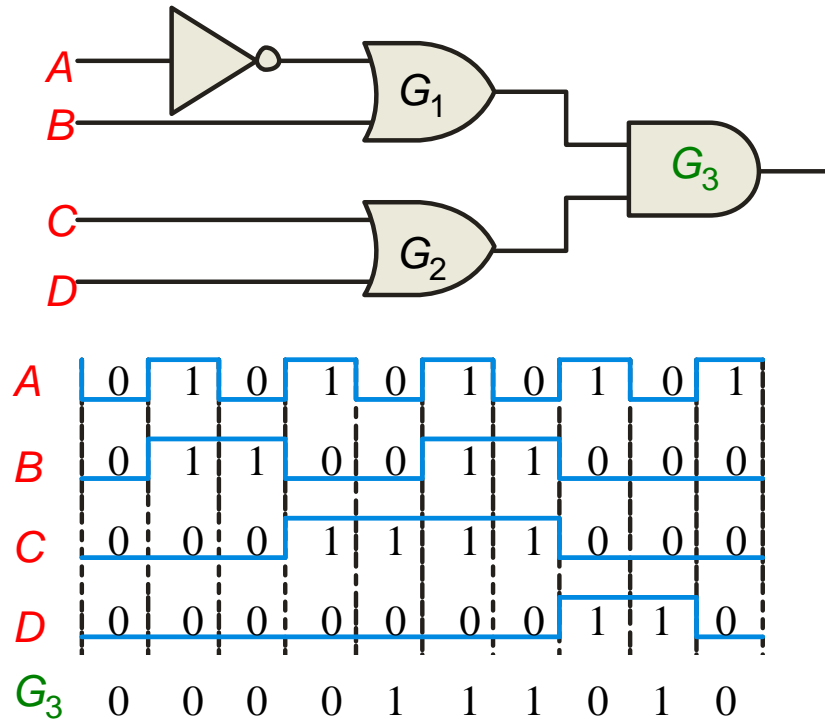 A
B
G1
G3
C
D
G2
A 0 1 0 1 0 1 0 1 0 1
B 0 1 1 0 0 1 1 0 0 0
C 0 0 0 1 1 1 1 0 0 0
D 0 0 0 0 0 0 0 1 1 0
G3 0 0 0 0 1 1 1 0 1 0